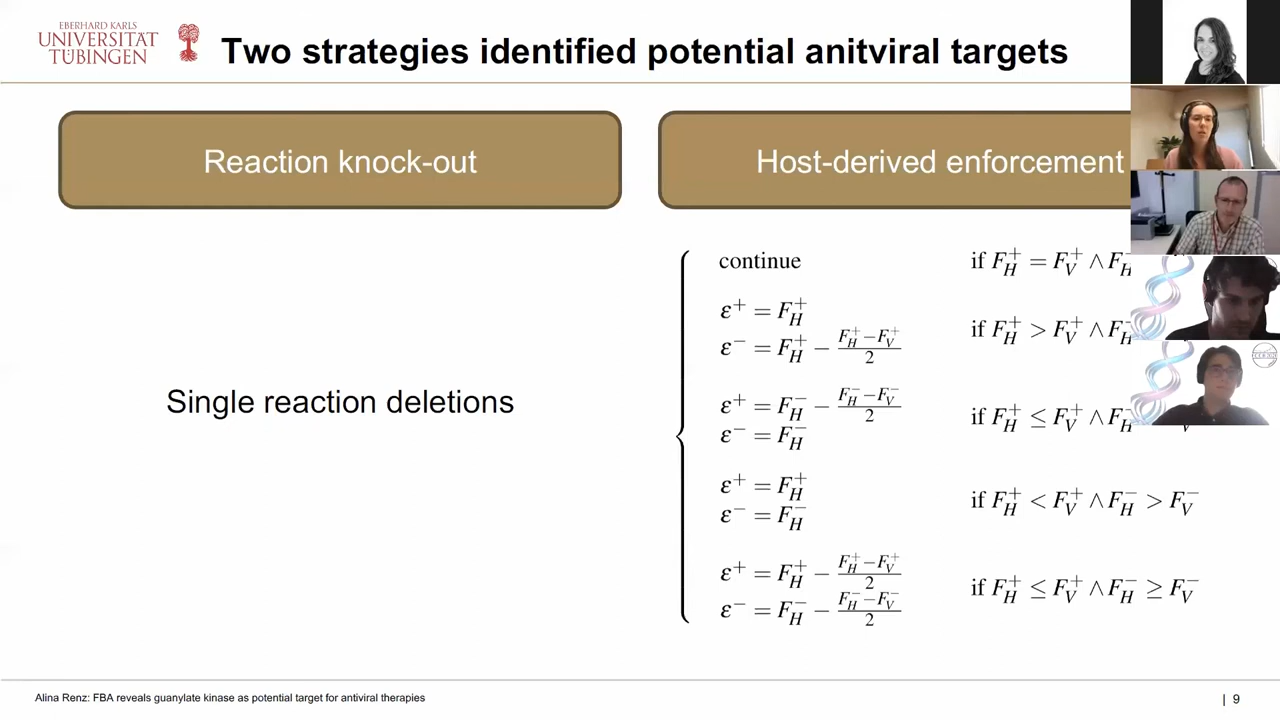 EBERHARD KARLS
UNIVERSITÄT
TÜBINGEN
Two strategies identified potential anitviral targets
Reaction knock-out
Host-derived enforcement
Single reaction deletions
continue if F_H^+ = F_V^+ ∧ F_H
ε^+ = F_H^+
ε^- = F_H^+ − (F_H^+ − F_V^+)/2 if F_H^+ > F_V^+ ∧ F_H^-
ε^+ = F_H^- − (F_H^- − F_V^-)/2
ε^- = F_H^- if F_H^+ ≤ F_V^+ ∧ F_H^-
ε^+ = F_H^+
ε^- = F_H^- if F_H^+ < F_V^+ ∧ F_H^- > F_V^-
ε^+ = F_H^+ − (F_H^+ − F_V^+)/2
ε^- = F_H^- − (F_H^- − F_V^-)/2 if F_H^+ ≤ F_V^+ ∧ F_H^- ≥ F_V^-
Alina Renz: FBA reveals guanylate kinase as potential target for antiviral therapies
| 9